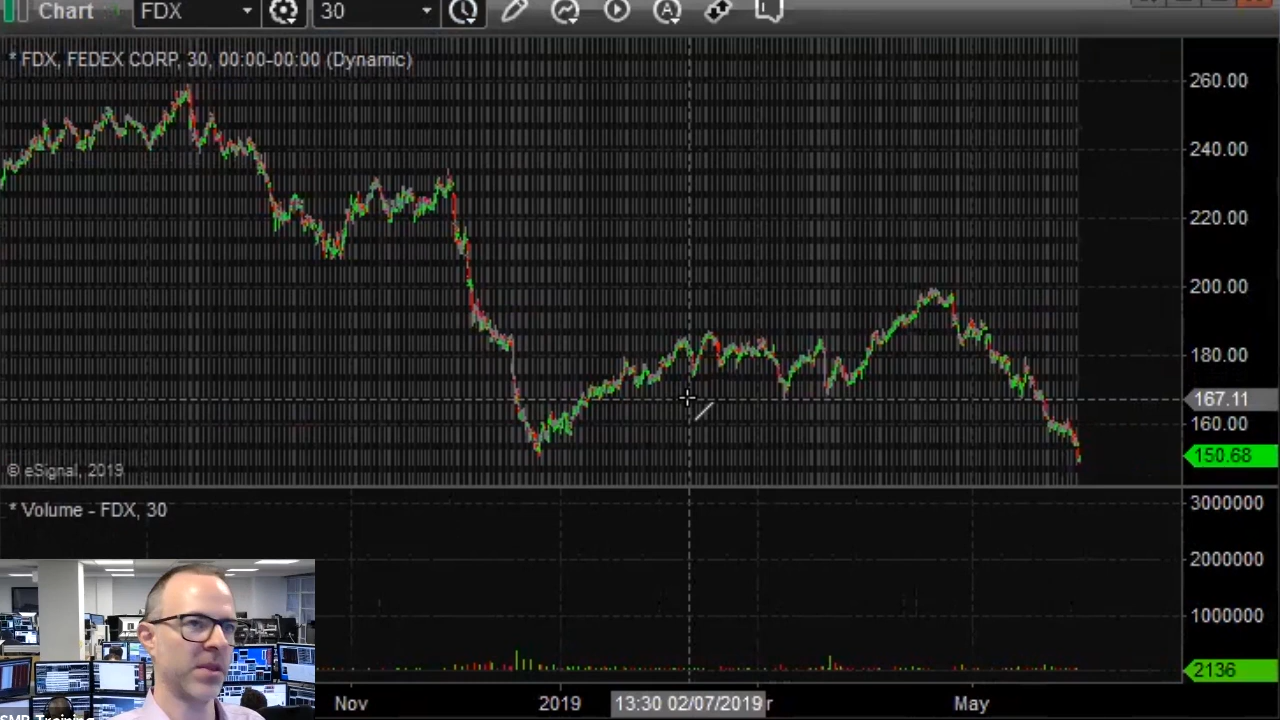 Chart FDX 30
* FDX, FEDEX CORP, 30, 00:00-00:00 (Dynamic)
260.00
240.00
220.00
200.00
180.00
167.11
160.00
150.68
© eSignal, 2019
* Volume - FDX, 30
3000000
2000000
1000000
2136
Nov 2019 13:30 02/07/2019 r May
SMB Training